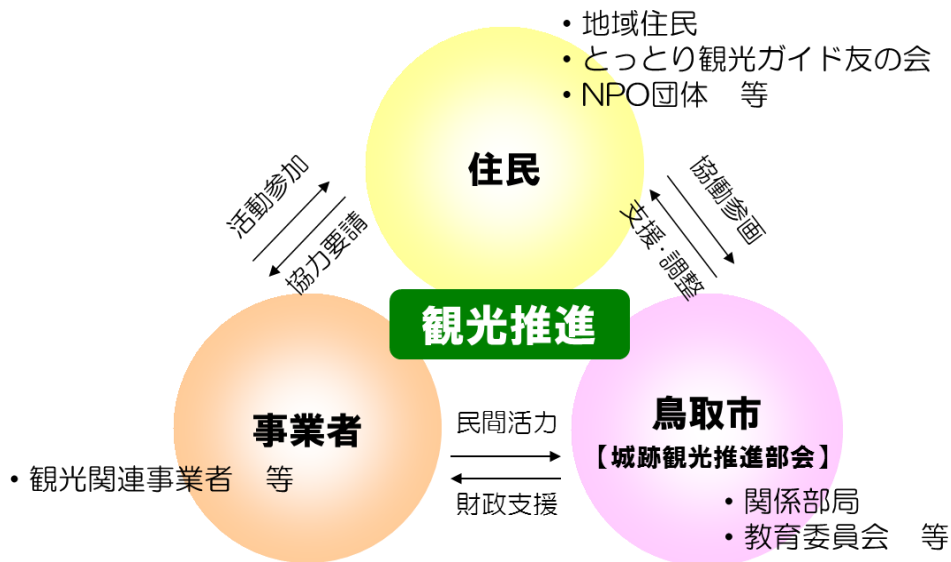 ・地域住民
・とっとり観光ガイド友の会
・NPO団体　等
住民
活動参加
協力要請
協働参画
支援・調整
観光推進
事業者
・観光関連事業者　等
民間活力
財政支援
鳥取市
【城跡観光推進部会】
・関係部局
・教育委員会　等